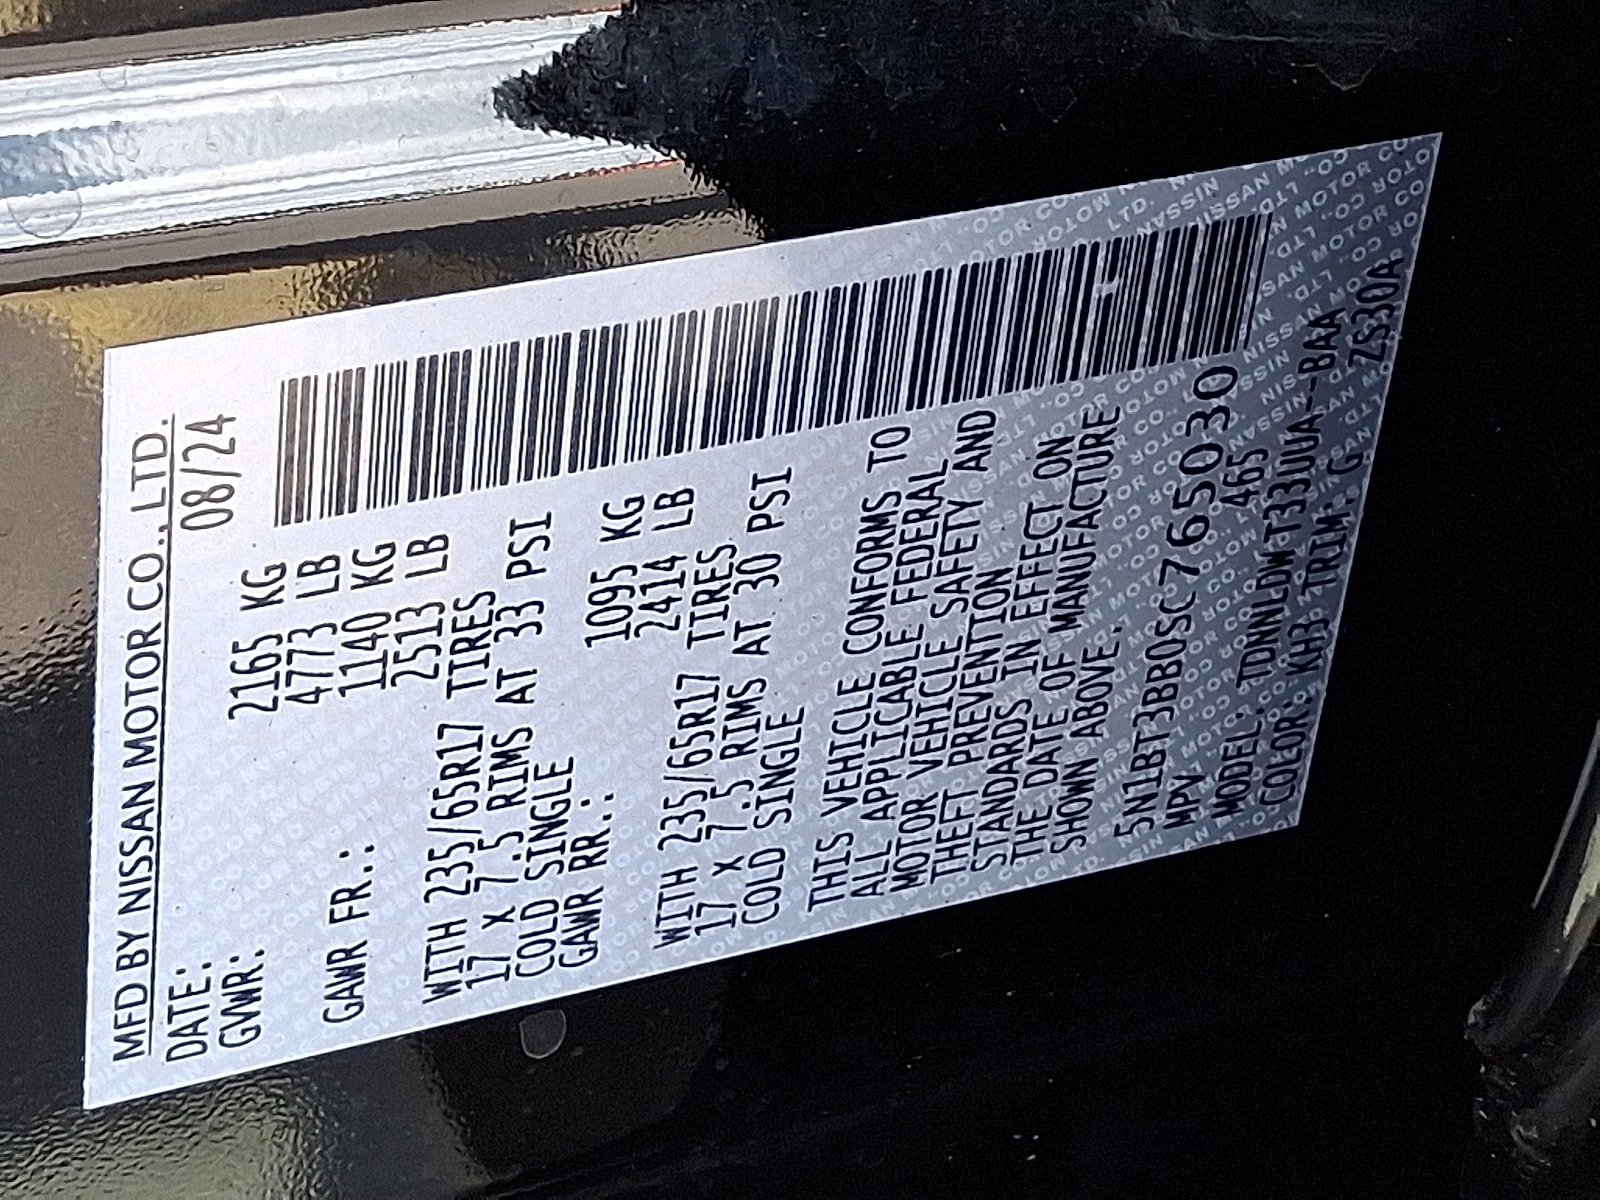 MFD BY NISSAN MOTOR CO., LTD.
DATE: 08/24
GVWR: 2165 KG
4773 LB
GAWR FR.: 1140 KG
2513 LB
WITH 235/65R17 TIRES
17 x 7.5 RIMS AT 33 PSI
COLD SINGLE
GAWR RR.: 1095 KG
2414 LB
WITH 235/65R17 TIRES
17 x 7.5 RIMS AT 30 PSI
COLD SINGLE
THIS VEHICLE CONFORMS TO
ALL APPLICABLE FEDERAL
MOTOR VEHICLE SAFETY AND
THEFT PREVENTION
STANDARDS IN EFFECT ON
THE DATE OF MANUFACTURE
SHOWN ABOVE.
5N1BT3BB0SC765030
MPV 465
MODEL: TDNNLDWT33UUA--BAA
COLOR: KH3 TRIM: G ZS30A